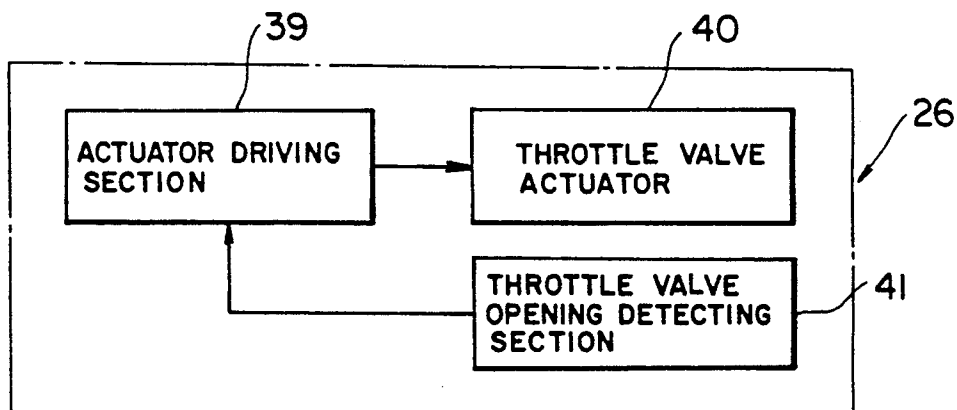 39
40
26
ACTUATOR DRIVING
SECTION
THROTTLE VALVE
ACTUATOR
THROTTLE VALVE
OPENING DETECTING
SECTION
41